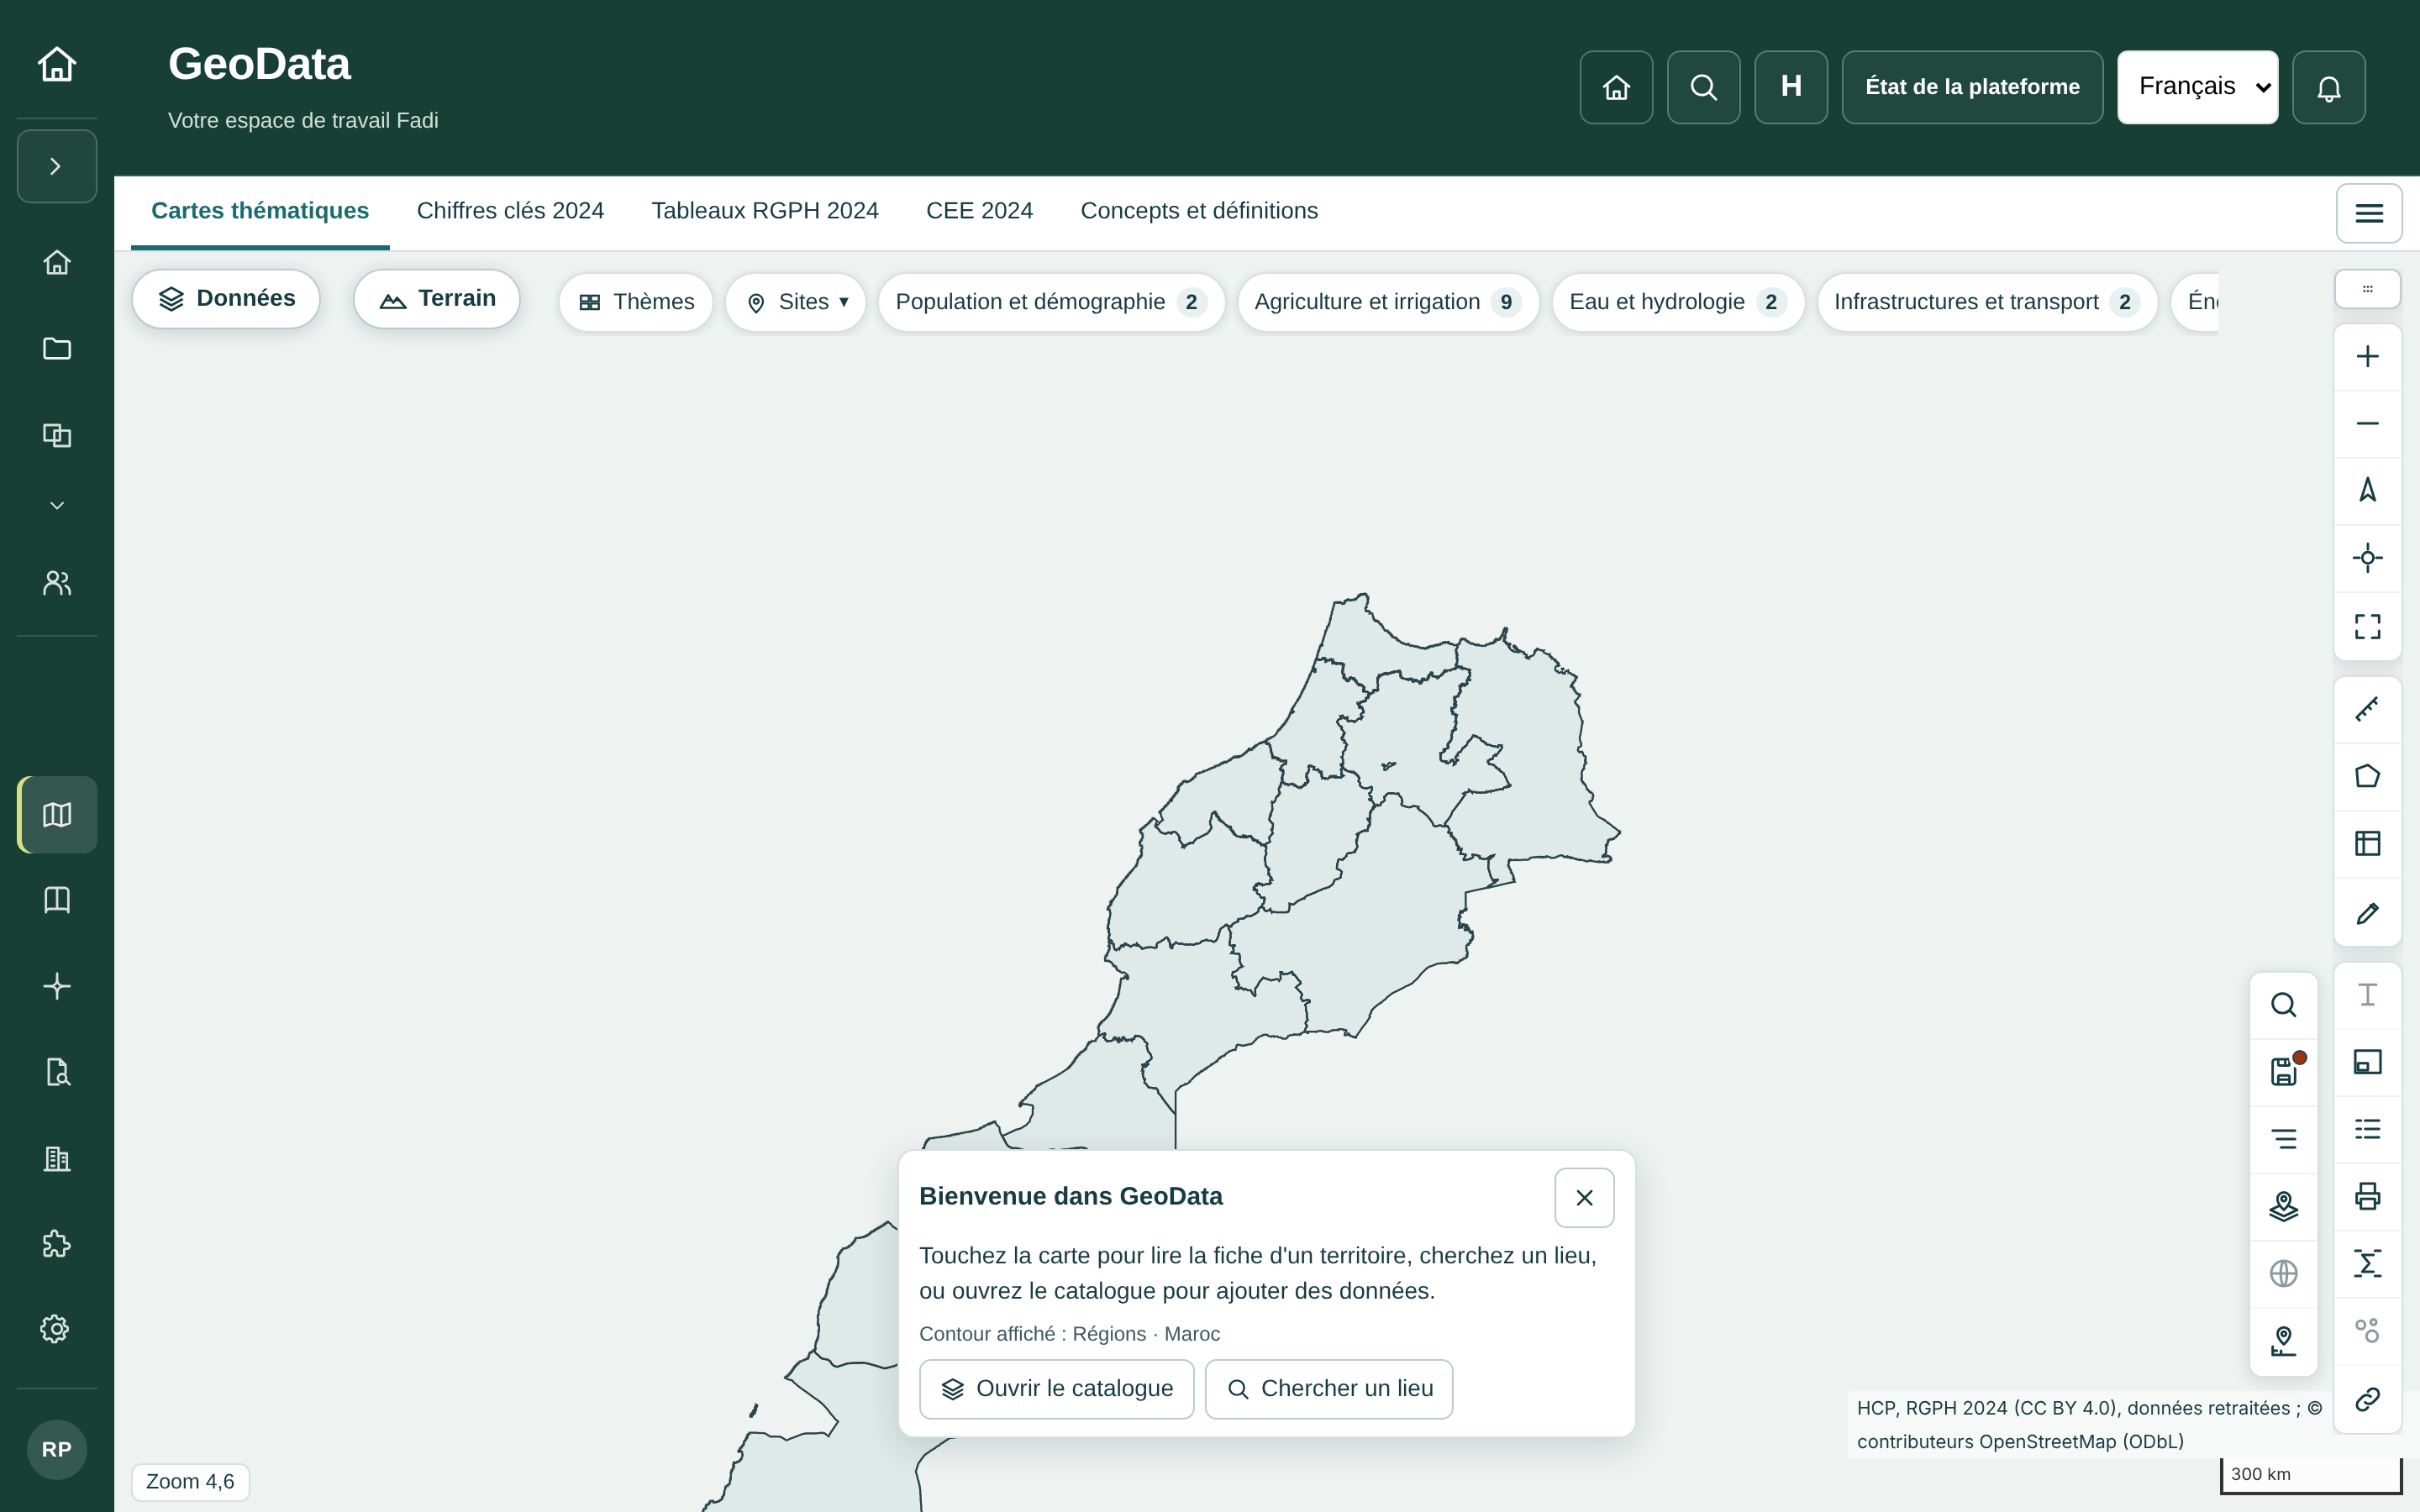 GeoData
Votre espace de travail Fadi
H
État de la plateforme
Français
Cartes thématiques
Chiffres clés 2024
Tableaux RGPH 2024
CEE 2024
Concepts et définitions
Données
Terrain
Thèmes
Sites ▾
Population et démographie 2
Agriculture et irrigation 9
Eau et hydrologie 2
Infrastructures et transport 2
Bienvenue dans GeoData
Touchez la carte pour lire la fiche d'un territoire, cherchez un lieu,
ou ouvrez le catalogue pour ajouter des données.
Contour affiché : Régions · Maroc
Ouvrir le catalogue
Chercher un lieu
HCP, RGPH 2024 (CC BY 4.0), données retraitées ; ©
contributeurs OpenStreetMap (ODbL)
RP
Zoom 4,6
300 km